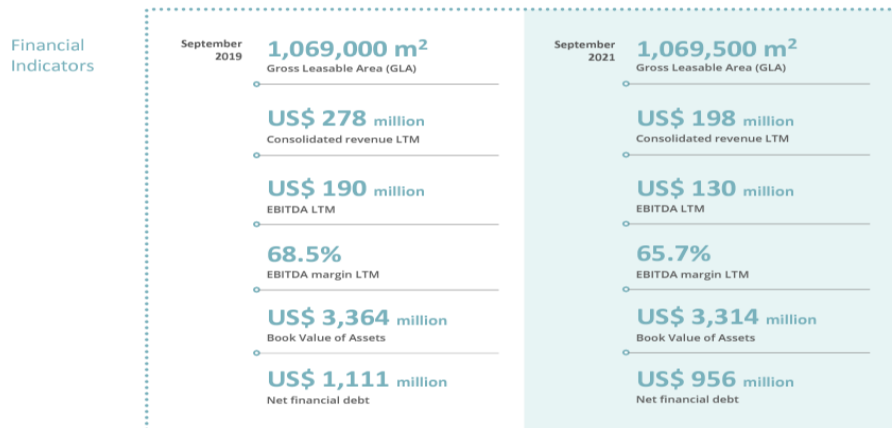 Financial
Indicators
September
2019
1,069,000 m²
Gross Leasable Area (GLA)
US$ 278 million
Consolidated revenue LTM
US$ 190 million
EBITDA LTM
68.5%
EBITDA margin LTM
US$ 3,364 million
Book Value of Assets
US$ 1,111 million
Net financial debt
September
2021
1,069,500 m²
Gross Leasable Area (GLA)
US$ 198 million
Consolidated revenue LTM
US$ 130 million
EBITDA LTM
65.7%
EBITDA margin LTM
US$ 3,314 million
Book Value of Assets
US$ 956 million
Net financial debt